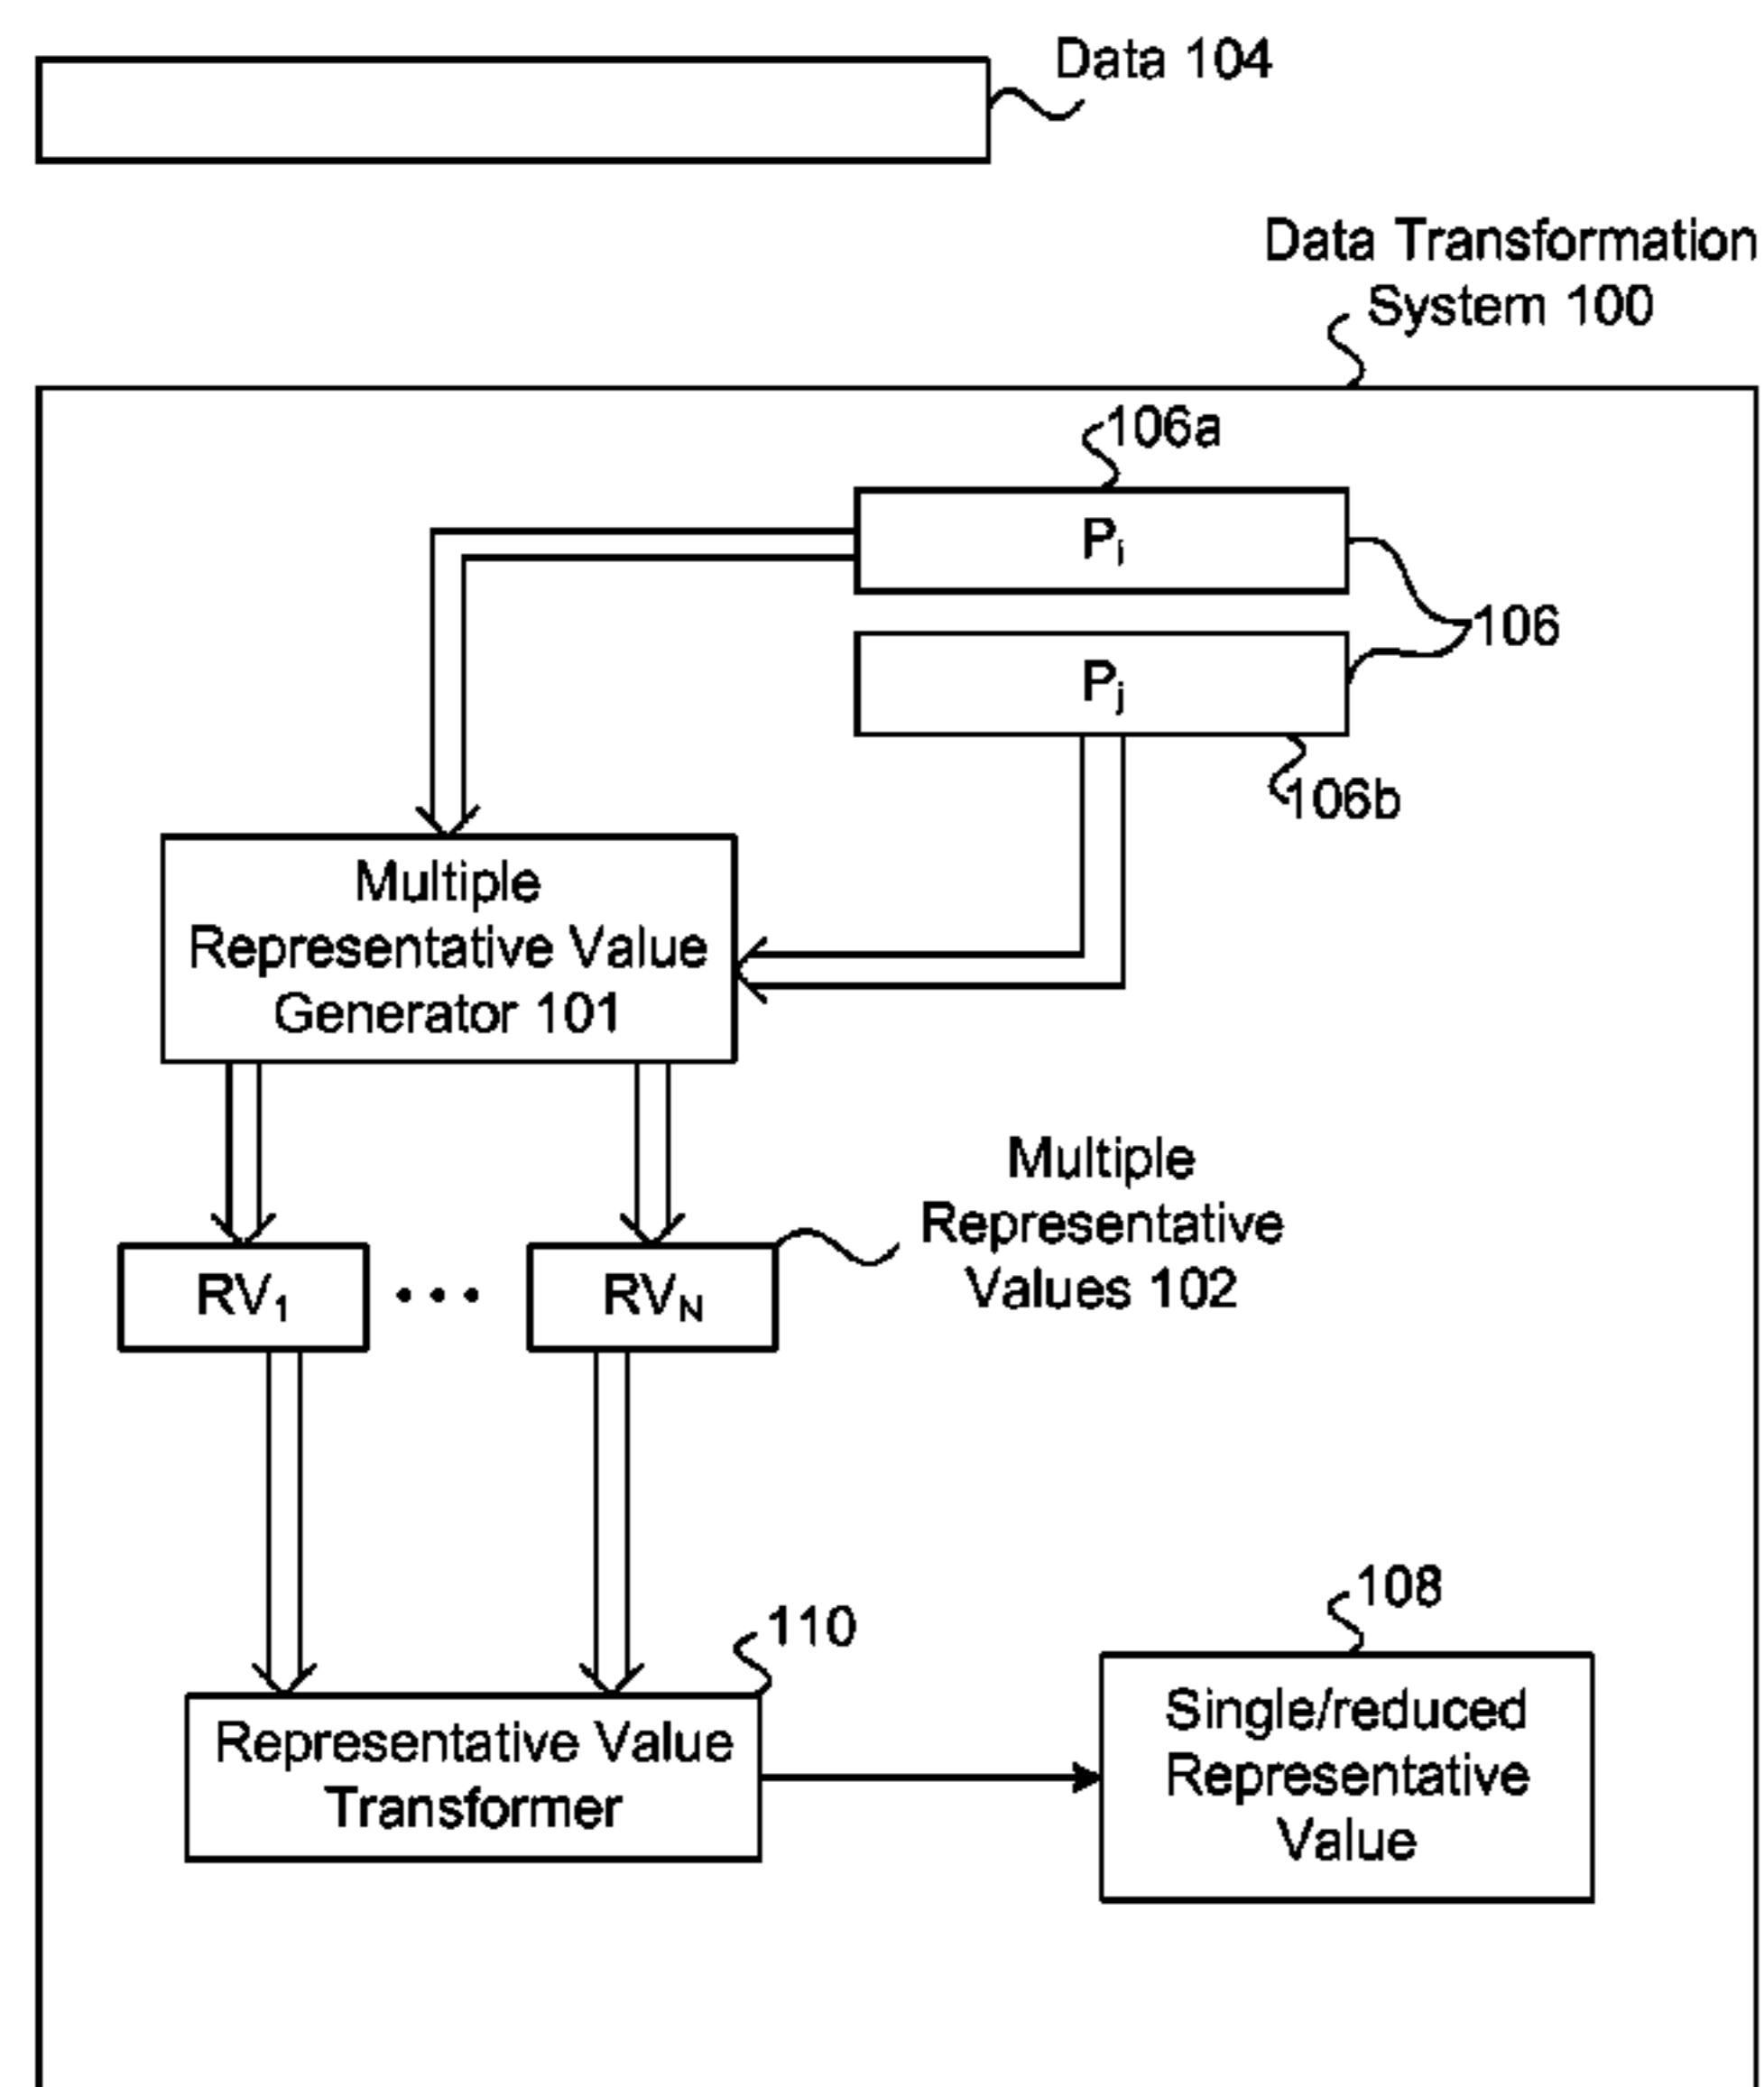 Data 104
Data Transformation
System 100
106a
Pi
106
Pj
106b
Multiple
Representative Value
Generator 101
Multiple
Representative
Values 102
RV1
• • •
RVN
110
108
Representative Value
Transformer
Single/reduced
Representative
Value